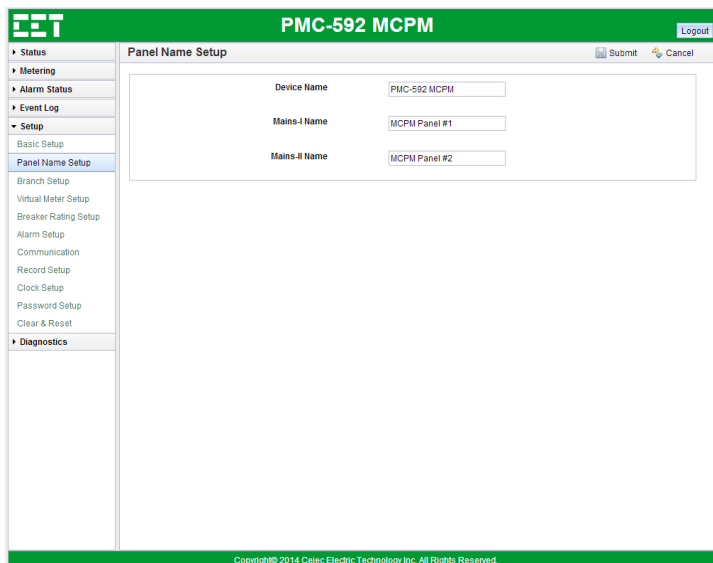 CET
PMC-592 MCPM
Logout
Status
Metering
Alarm Status
Event Log
Setup
Basic Setup
Panel Name Setup
Branch Setup
Virtual Meter Setup
Breaker Rating Setup
Alarm Setup
Communication
Record Setup
Clock Setup
Password Setup
Clear & Reset
Diagnostics
Panel Name Setup
Submit
Cancel
Device Name
PMC-592 MCPM
Mains-I Name
MCPM Panel #1
Mains-II Name
MCPM Panel #2
Copyright© 2014 Ceiec Electric Technology Inc. All Rights Reserved.